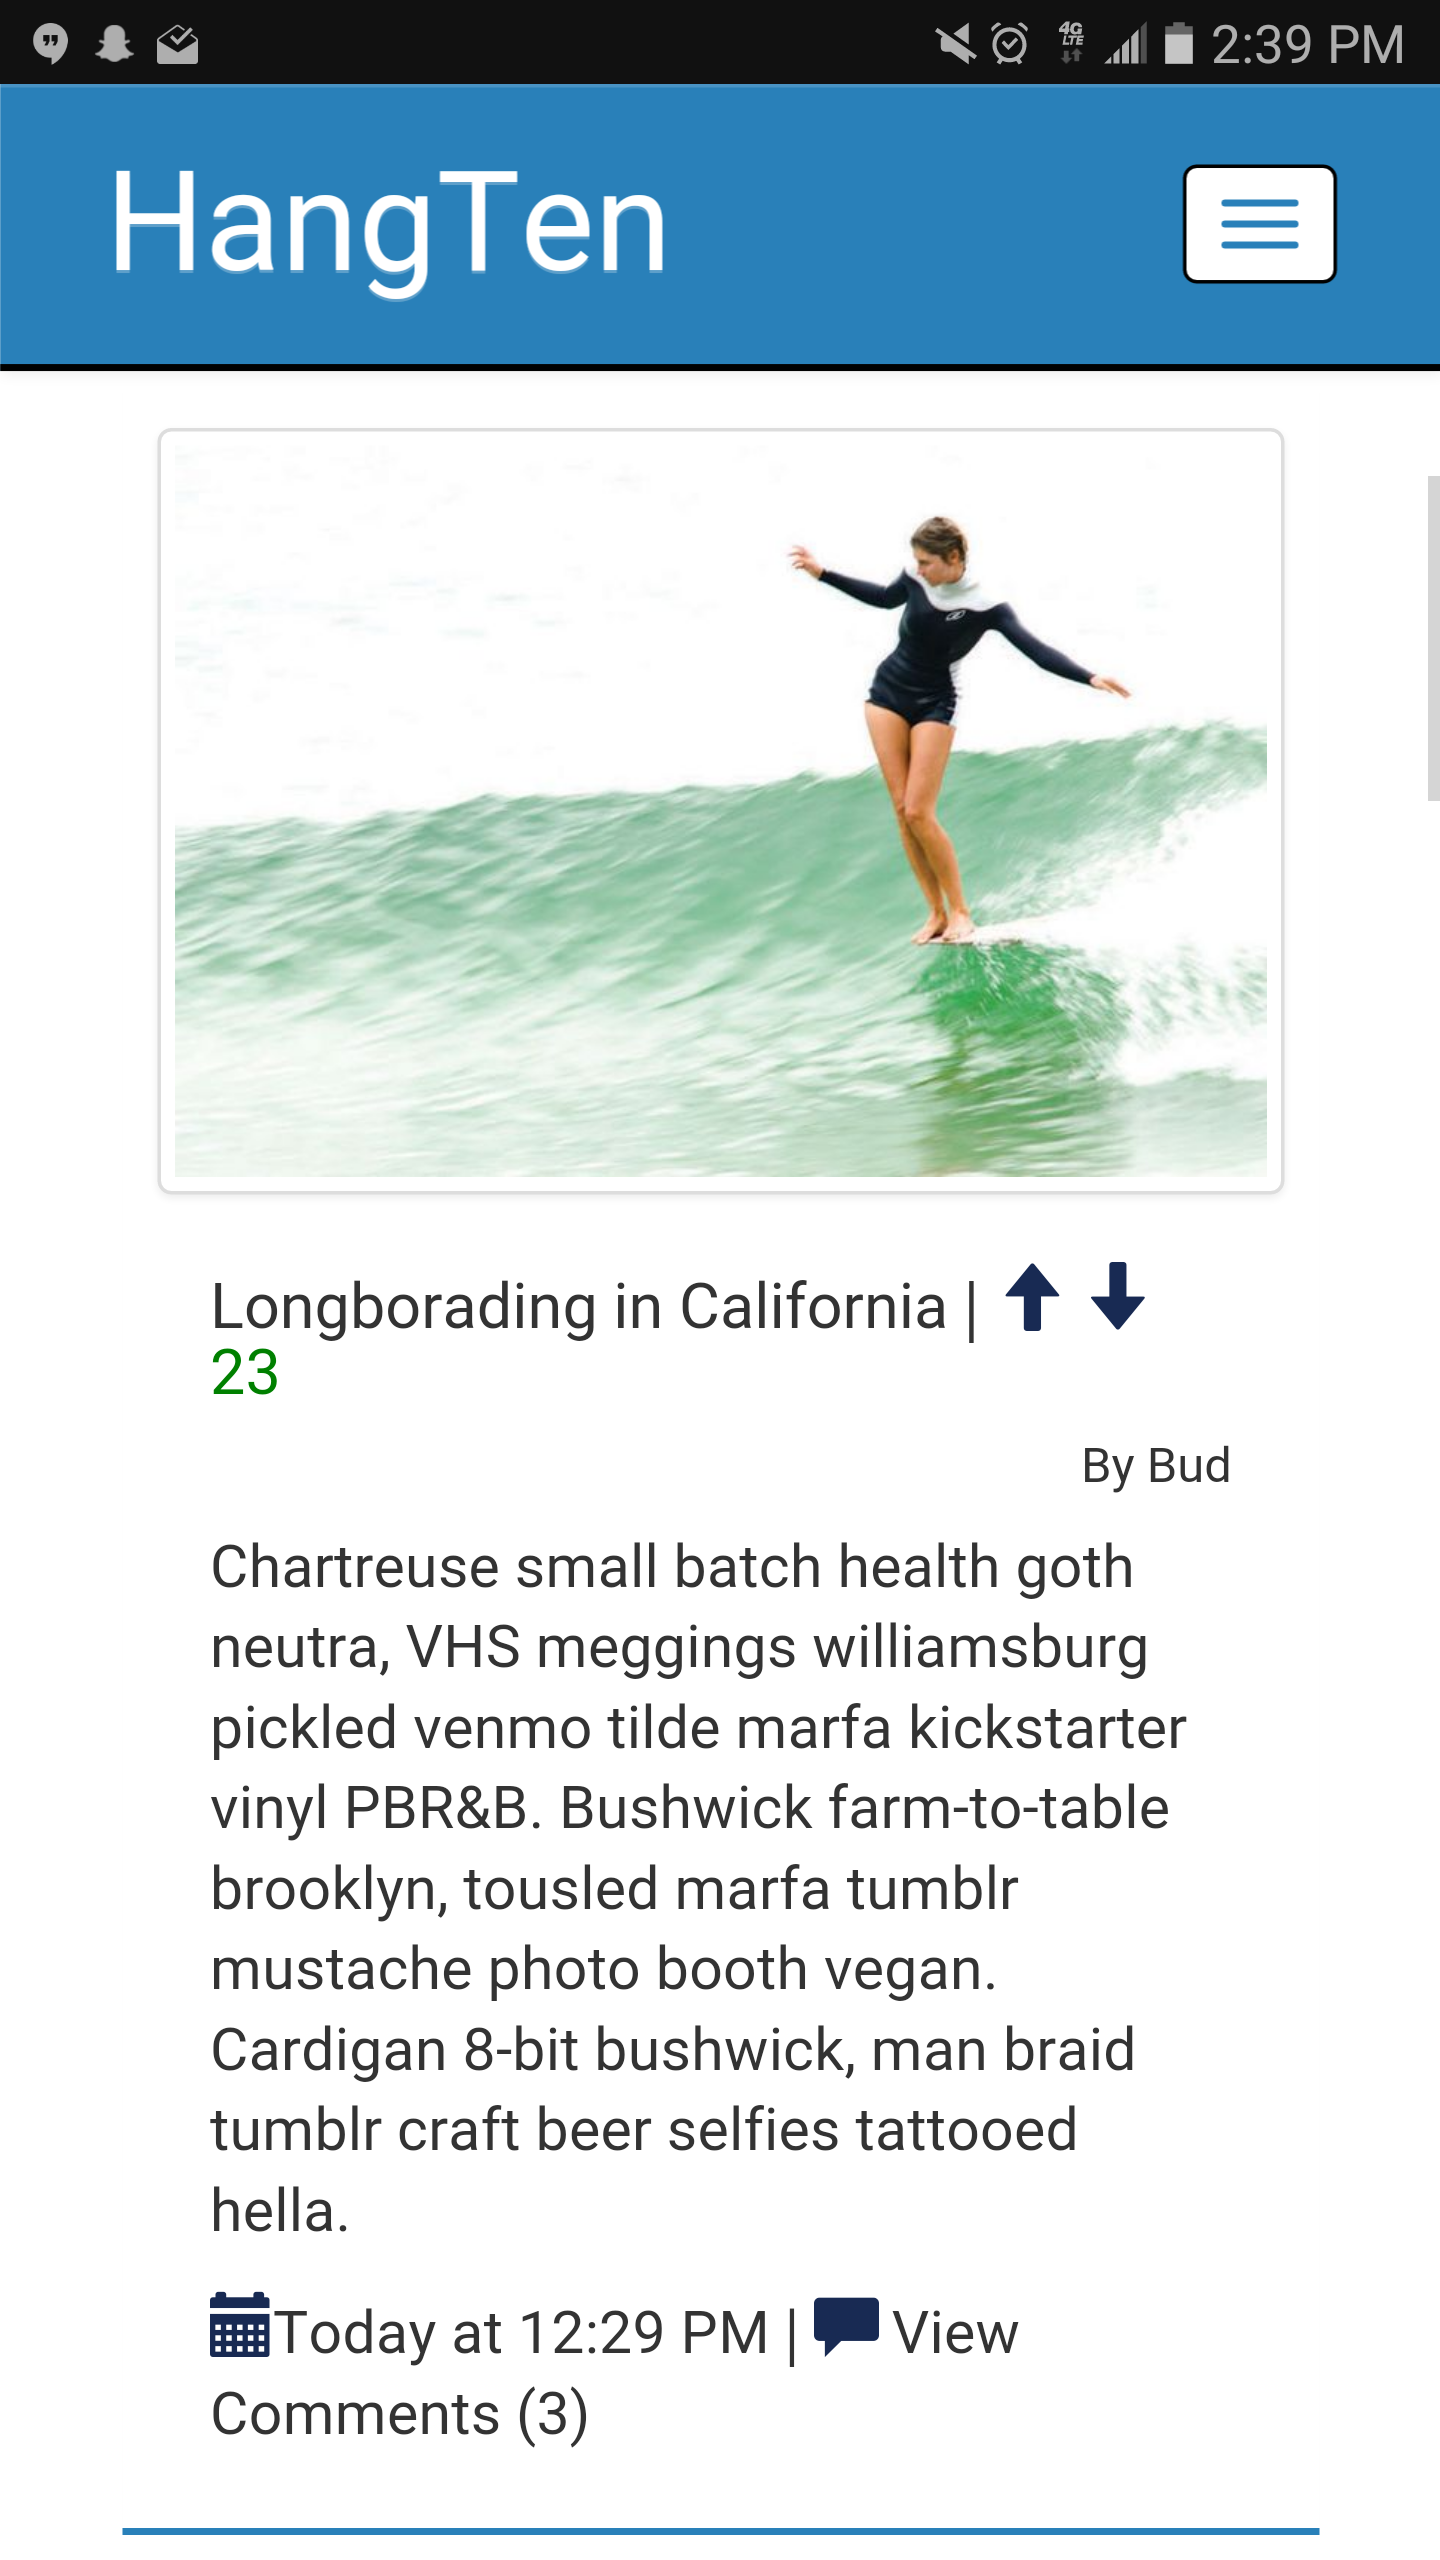 4G LTE 2:39 PM
HangTen
Longborading in California |
23
By Bud
Chartreuse small batch health goth
neutra, VHS meggings williamsburg
pickled venmo tilde marfa kickstarter
vinyl PBR&B. Bushwick farm-to-table
brooklyn, tousled marfa tumblr
mustache photo booth vegan.
Cardigan 8-bit bushwick, man braid
tumblr craft beer selfies tattooed
hella.
Today at 12:29 PM | View
Comments (3)